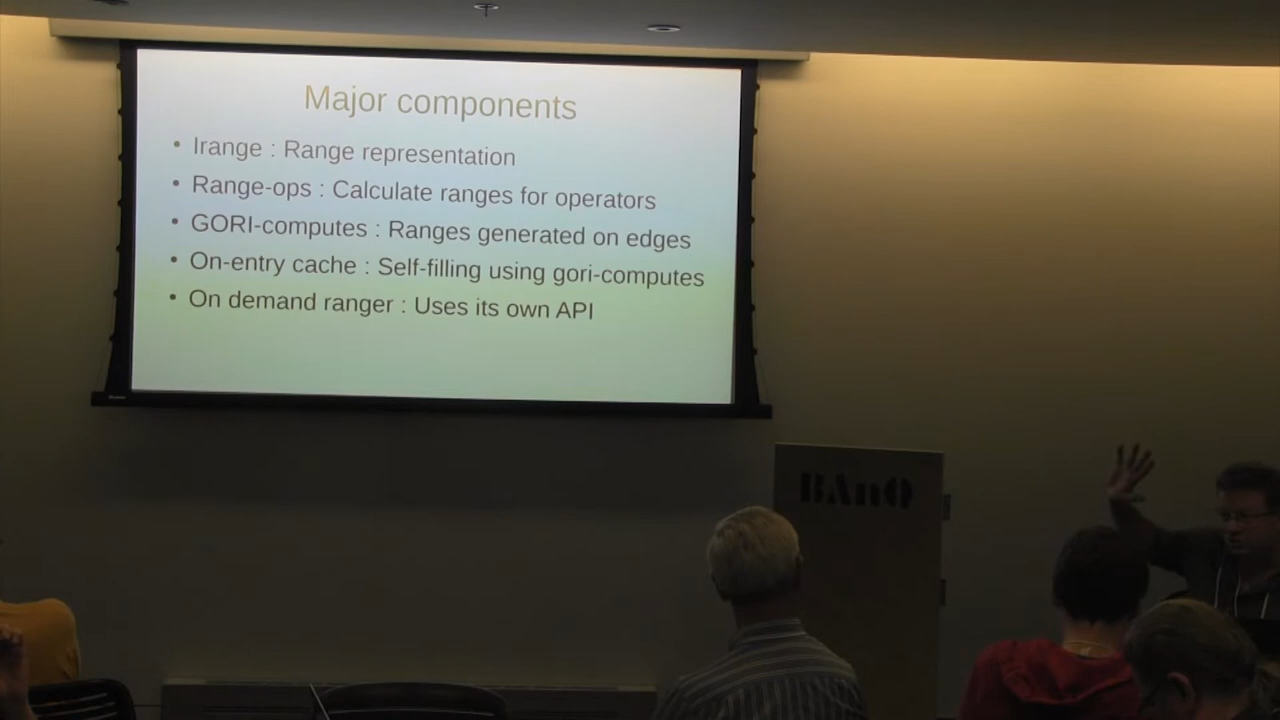 Major components
• Irange : Range representation
• Range-ops : Calculate ranges for operators
• GORI-computes : Ranges generated on edges
• On-entry cache : Self-filling using gori-computes
• On demand ranger : Uses its own API
BAnQ